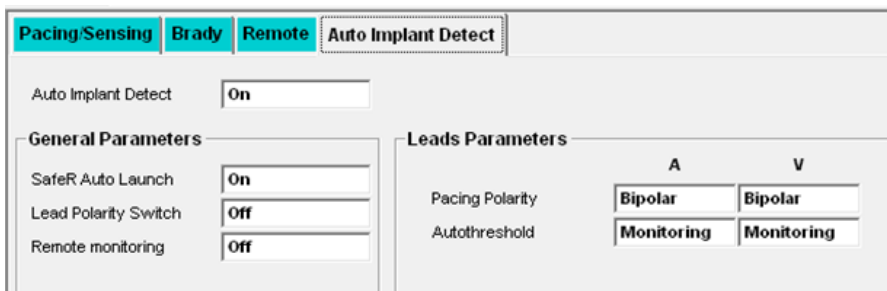 Pacing/Sensing Brady Remote Auto Implant Detect
Auto Implant Detect On
General Parameters
SafeR Auto Launch On
Lead Polarity Switch Off
Remote monitoring Off
Leads Parameters
A V
Pacing Polarity Bipolar Bipolar
Autothreshold Monitoring Monitoring